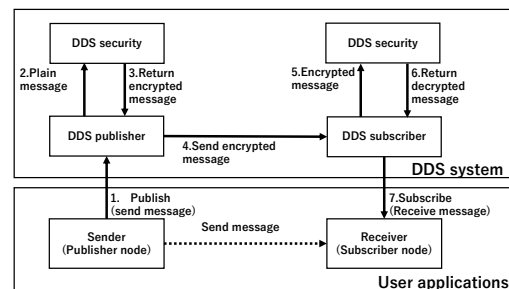 DDS security
DDS security
2.Plain
message
3.Return
encrypted
message
5.Encrypted
message
6.Return
decrypted
message
DDS publisher
DDS subscriber
4.Send encrypted
message
DDS system
1. Publish
(send message)
7.Subscribe
(Receive message)
Sender
(Publisher node)
Send message
Receiver
(Subscriber node)
User applications